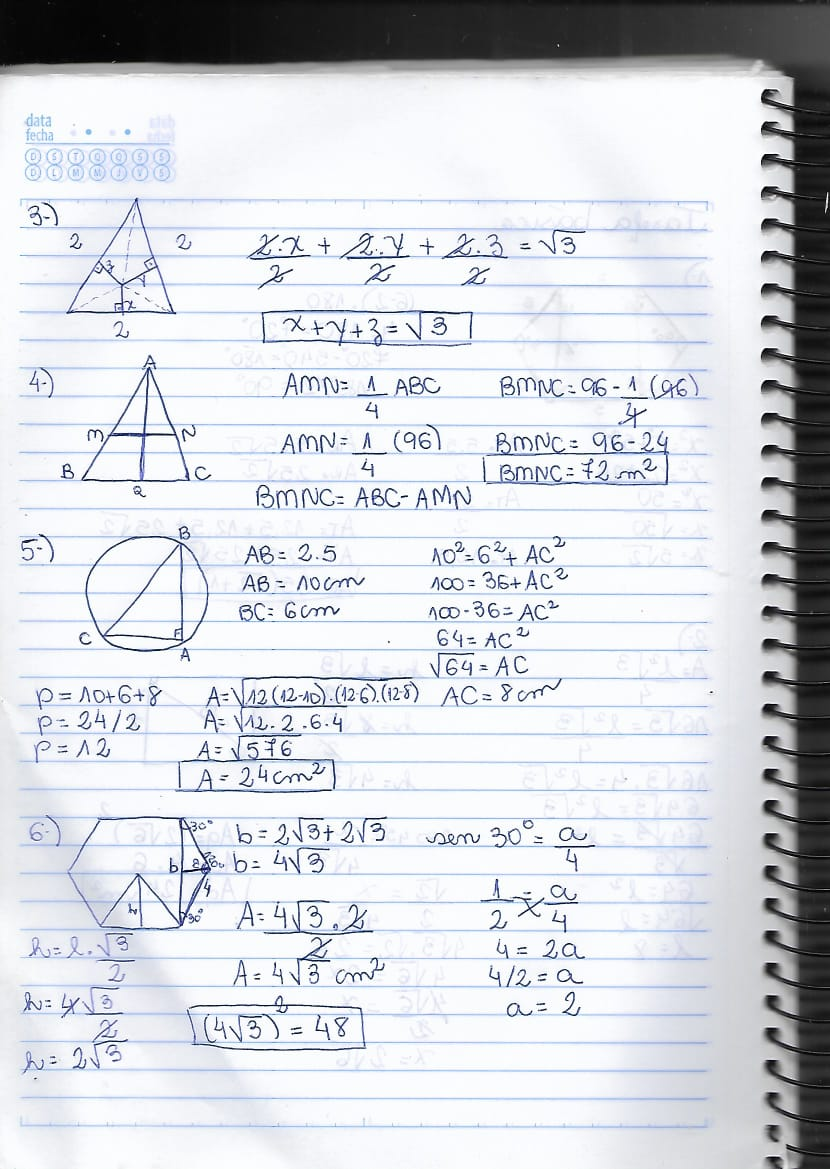 data
fecha
D S T Q Q S S
D L M M J V S
3-)
2 2
z y x
2
2·x/2 + 2·y/2 + 2·z/2 = √3
x+y+z=√3
4-)
A
M N
B C
Q
AMN= 1/4 ABC
AMN= 1/4 (96)
BMNC= ABC-AMN
BMNC=96-1/4(96)
BMNC= 96-24
BMNC=72 m²
5-)
B
C
A
AB= 2.5
AB= 10cm
BC= 6cm
10²=6²+AC²
100=36+AC²
100-36=AC²
64=AC²
√64=AC
AC=8cm
p=10+6+8
p=24/2
p=12
A=√12(12-10).(12-6).(12-8)
A=√12.2.6.4
A=√576
A=24cm²
6-)
30°
b a 60°
4
h 30°
h=l.√3/2
h=4√3/2
h=2√3
b=2√3+2√3
b=4√3
A=4√3.2/2
A=4√3 cm²
(4√3)²=48
sen 30°= a/4
1/2 = a/4
4=2a
4/2=a
a=2